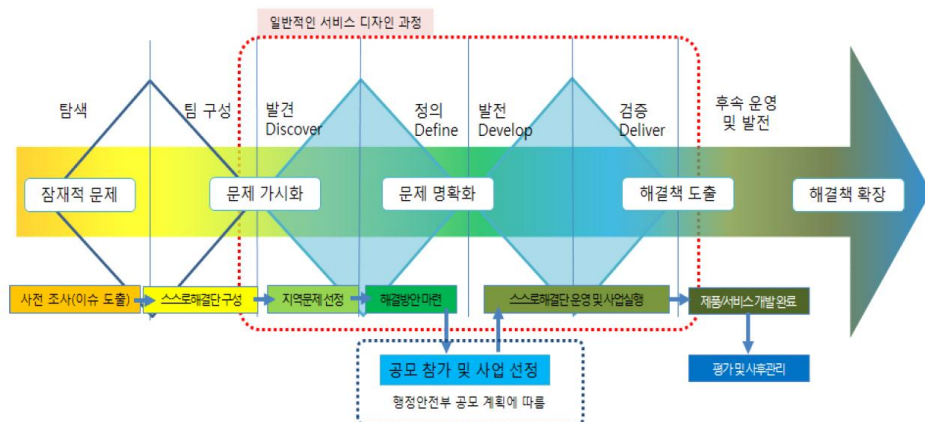 일반적인 서비스 디자인 과정
탐색
팀 구성
발견
Discover
정의
Define
발전
Develop
검증
Deliver
후속 운영
및 발전
잠재적 문제
문제 가시화
문제 명확화
해결책 도출
해결책 확장
사전 조사(이슈 도출)
스스로해결단 구성
지역문제 선정
해결방안 마련
스스로해결단 운영 및 사업실행
제품/서비스 개발 완료
공모 참가 및 사업 선정
행정안전부 공모 계획에 따름
평가 및 사후관리